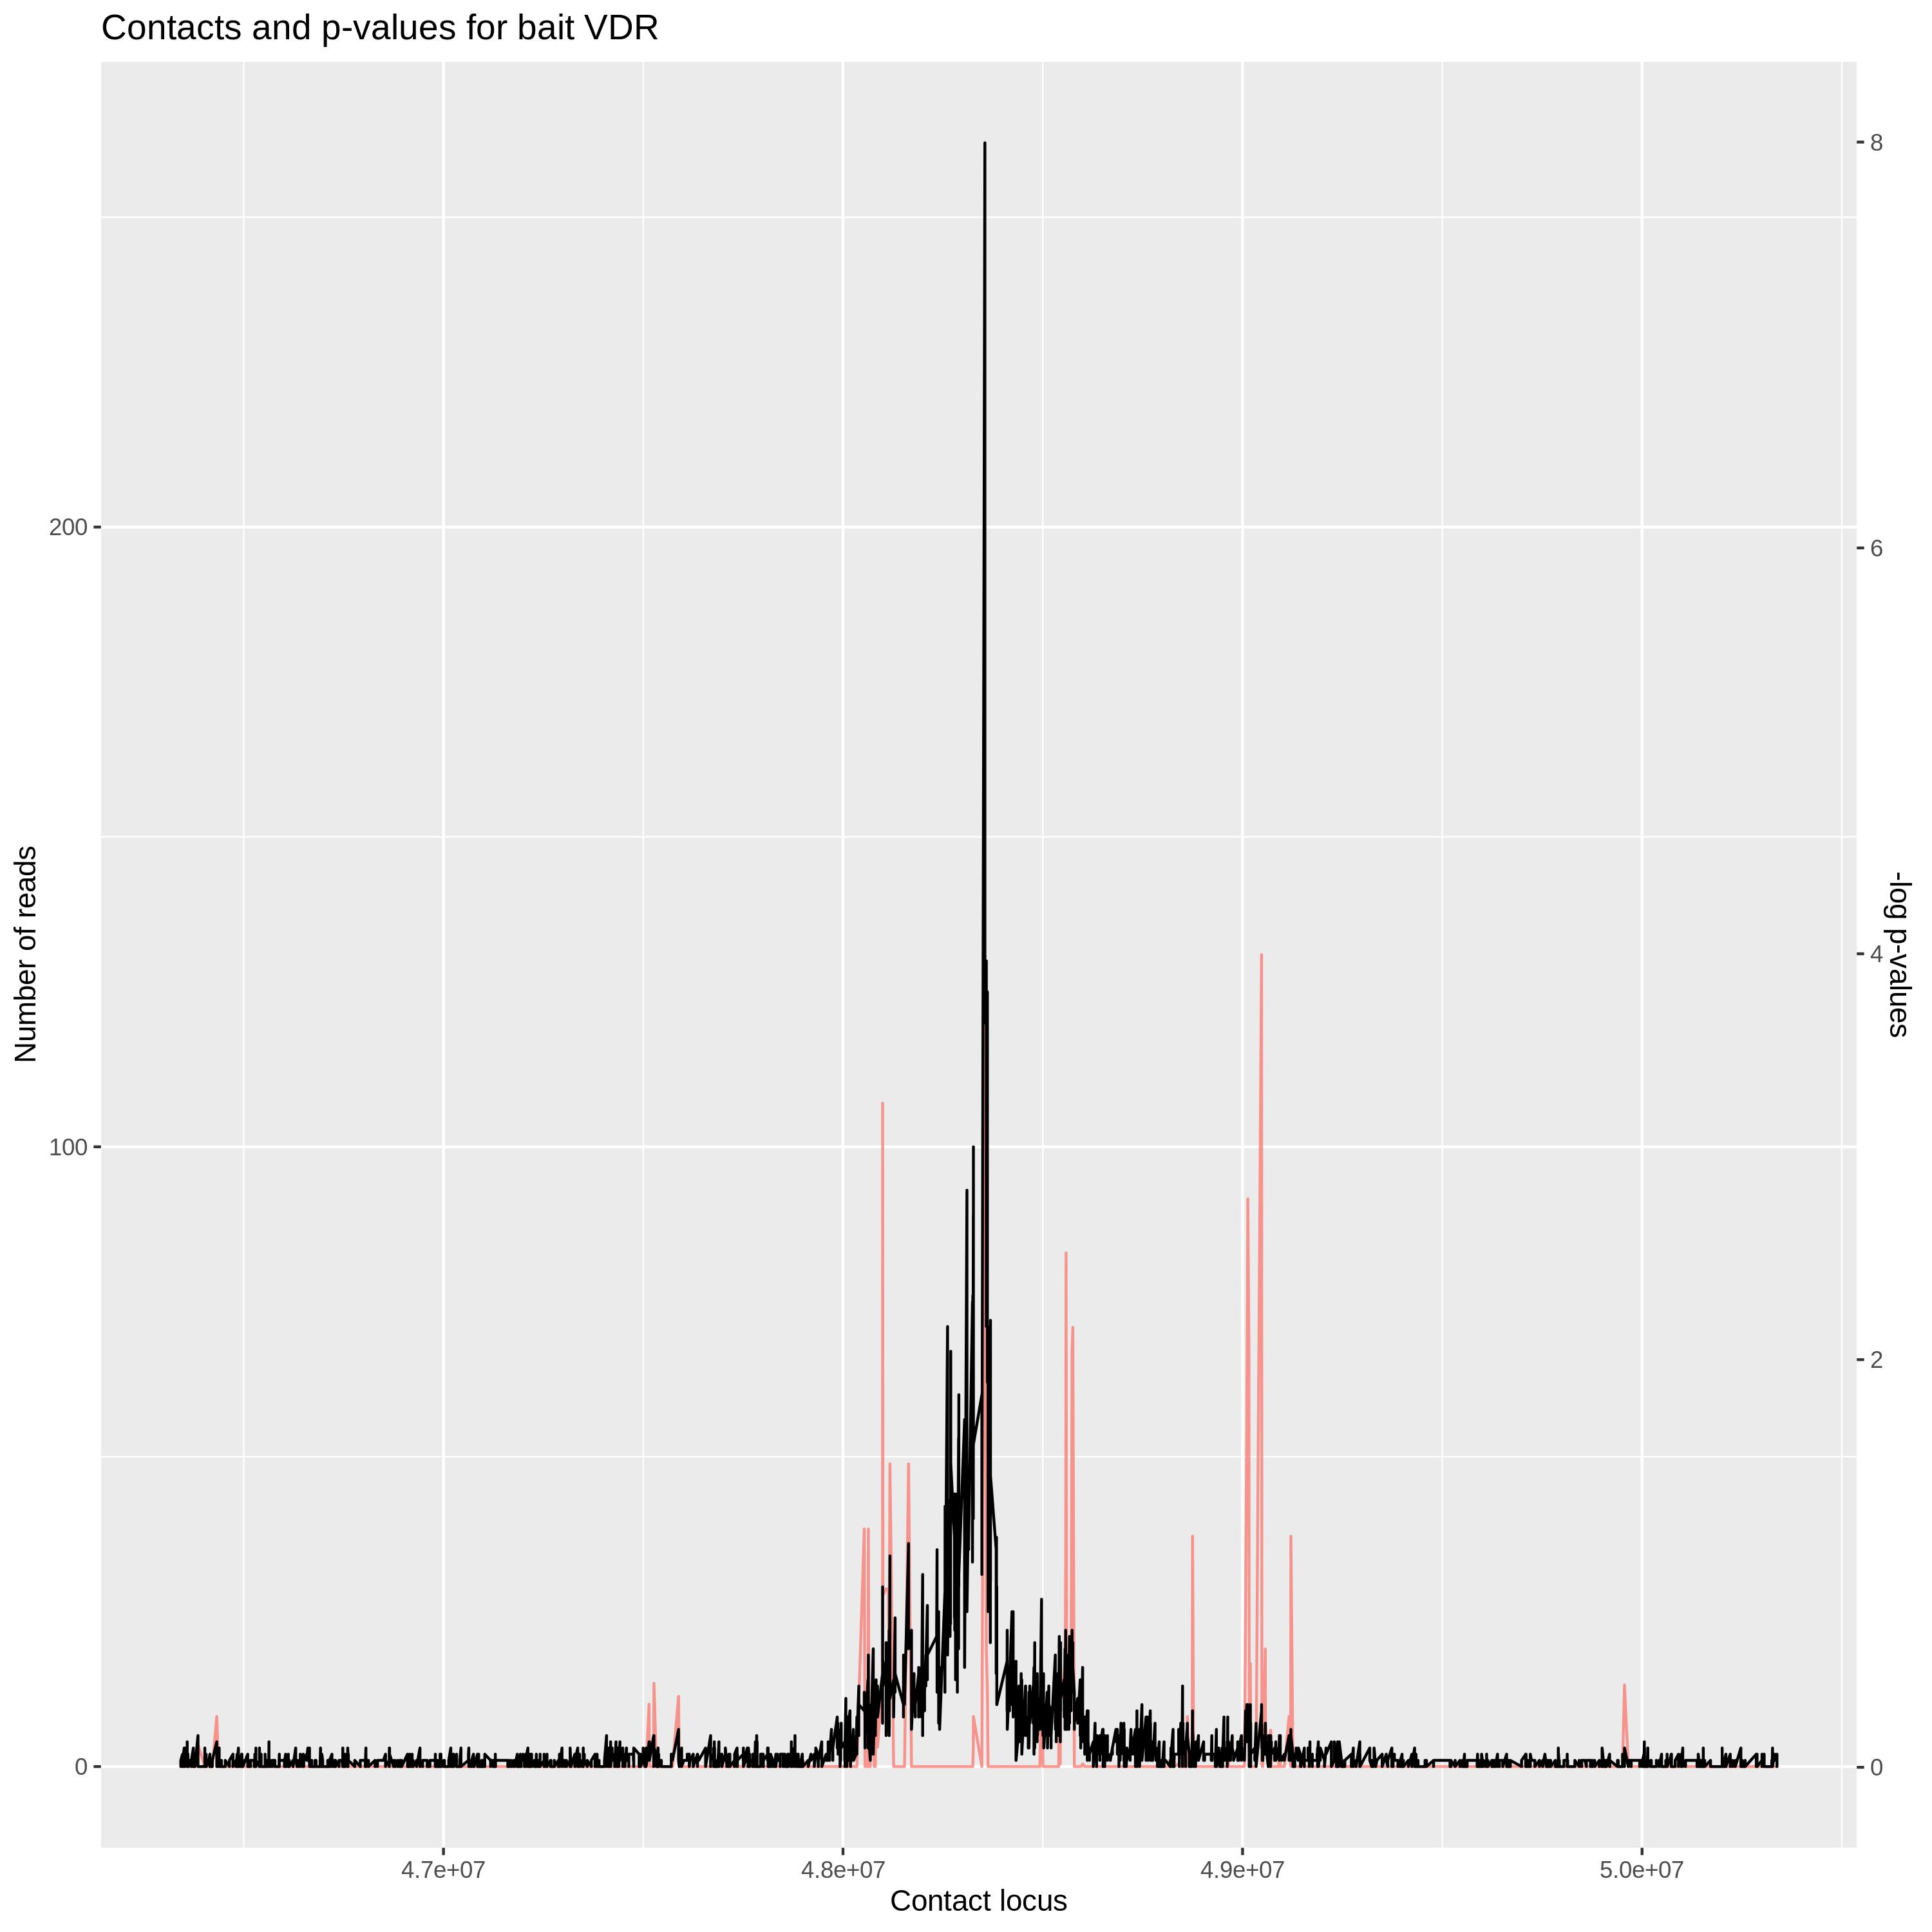 Contacts and p-values for bait VDR
Number of reads
200
100
0
8
6
4
2
0
-log p-values
4.7e+07
4.8e+07
4.9e+07
5.0e+07
Contact locus